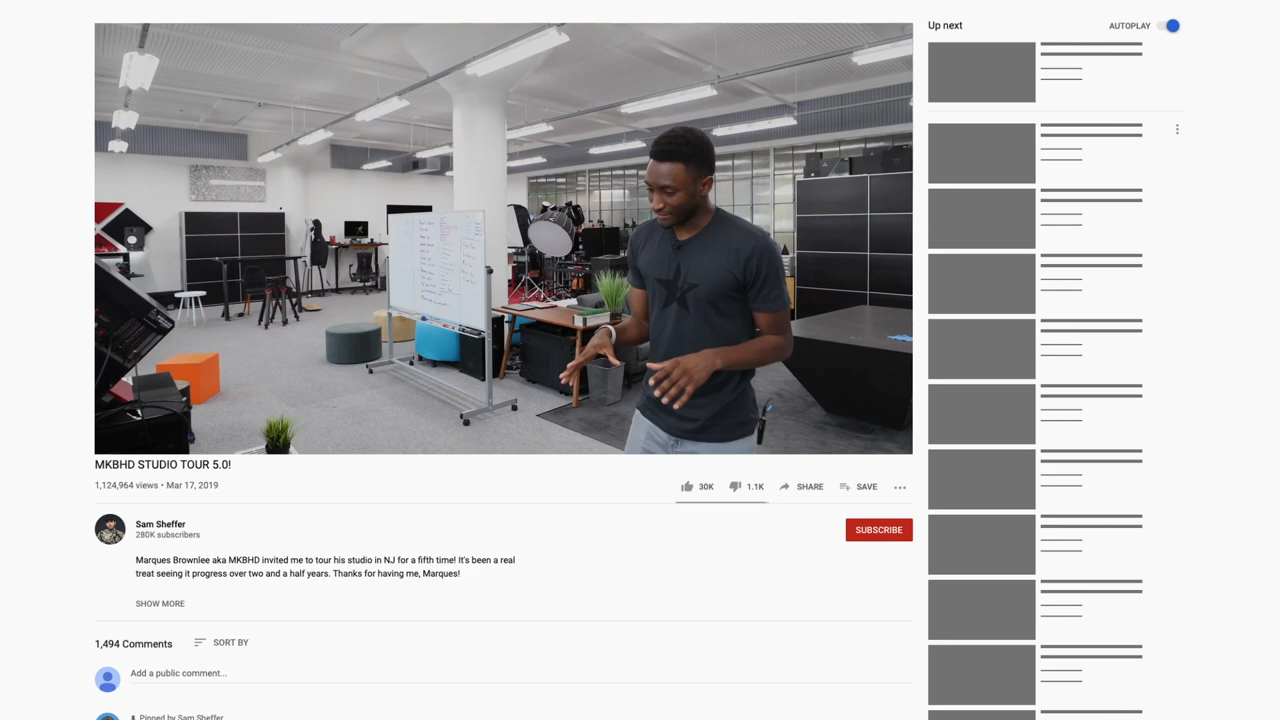 Up next
AUTOPLAY
MKBHD STUDIO TOUR 5.0!
1,124,964 views • Mar 17, 2019
30K
1.1K
SHARE
SAVE
Sam Sheffer
280K subscribers
SUBSCRIBE
Marques Brownlee aka MKBHD invited me to tour his studio in NJ for a fifth time! It's been a real
treat seeing it progress over two and a half years. Thanks for having me, Marques!
SHOW MORE
1,494 Comments
SORT BY
Add a public comment...
Pinned by Sam Sheffer